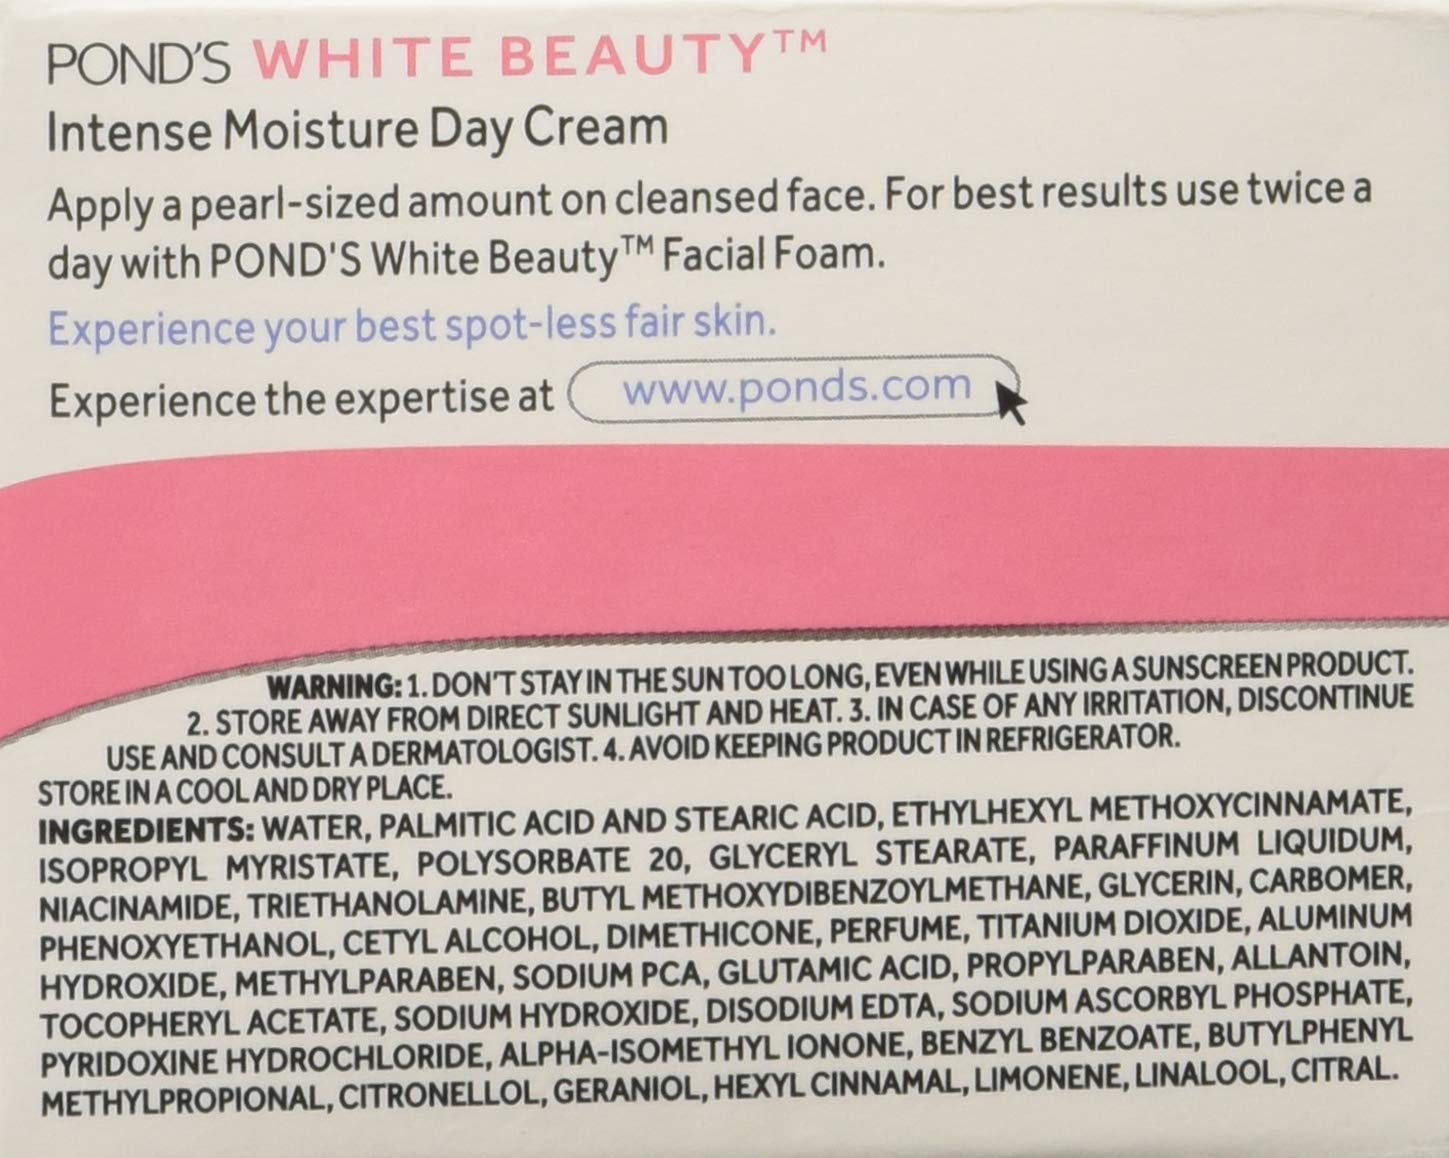 POND'S WHITE BEAUTY™
Intense Moisture Day Cream
Apply a pearl-sized amount on cleansed face. For best results use twice a
day with POND'S White Beauty™ Facial Foam.
Experience your best spot-less fair skin.
Experience the expertise at www.ponds.com
WARNING: 1. DON'T STAY IN THE SUN TOO LONG, EVEN WHILE USING A SUNSCREEN PRODUCT.
2. STORE AWAY FROM DIRECT SUNLIGHT AND HEAT. 3. IN CASE OF ANY IRRITATION, DISCONTINUE
USE AND CONSULT A DERMATOLOGIST. 4. AVOID KEEPING PRODUCT IN REFRIGERATOR.
STORE IN A COOL AND DRY PLACE.
INGREDIENTS: WATER, PALMITIC ACID AND STEARIC ACID, ETHYLHEXYL METHOXYCINNAMATE,
ISOPROPYL MYRISTATE, POLYSORBATE 20, GLYCERYL STEARATE, PARAFFINUM LIQUIDUM,
NIACINAMIDE, TRIETHANOLAMINE, BUTYL METHOXYDIBENZOYLMETHANE, GLYCERIN, CARBOMER,
PHENOXYETHANOL, CETYL ALCOHOL, DIMETHICONE, PERFUME, TITANIUM DIOXIDE, ALUMINUM
HYDROXIDE, METHYLPARABEN, SODIUM PCA, GLUTAMIC ACID, PROPYLPARABEN, ALLANTOIN,
TOCOPHERYL ACETATE, SODIUM HYDROXIDE, DISODIUM EDTA, SODIUM ASCORBYL PHOSPHATE,
PYRIDOXINE HYDROCHLORIDE, ALPHA-ISOMETHYL IONONE, BENZYL BENZOATE, BUTYLPHENYL
METHYLPROPIONAL, CITRONELLOL, GERANIOL, HEXYL CINNAMAL, LIMONENE, LINALOOL, CITRAL.